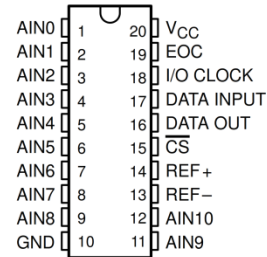 AIN0 1 20 VCC
AIN1 2 19 EOC
AIN2 3 18 I/O CLOCK
AIN3 4 17 DATA INPUT
AIN4 5 16 DATA OUT
AIN5 6 15 C̅S̅
AIN6 7 14 REF+
AIN7 8 13 REF−
AIN8 9 12 AIN10
GND 10 11 AIN9